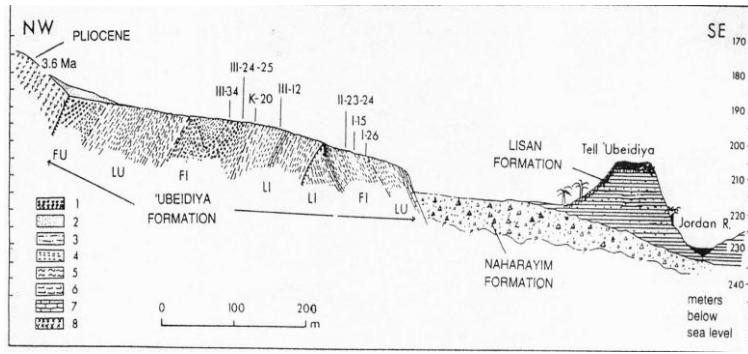 NW
SE
PLIOCENE
3.6 Ma
III-24-25
III-34
K-20
III-12
II-23-24
I-15
I-26
LISAN
FORMATION
Tell 'Ubeidiya
Jordan R.
FU
LU
FI
LI
LI
FI
LU
'UBEIDIYA
FORMATION
NAHARAYIM
FORMATION
1
2
3
4
5
6
7
8
0
100
200
m
170
180
190
200
210
220
230
240
meters
below
sea level